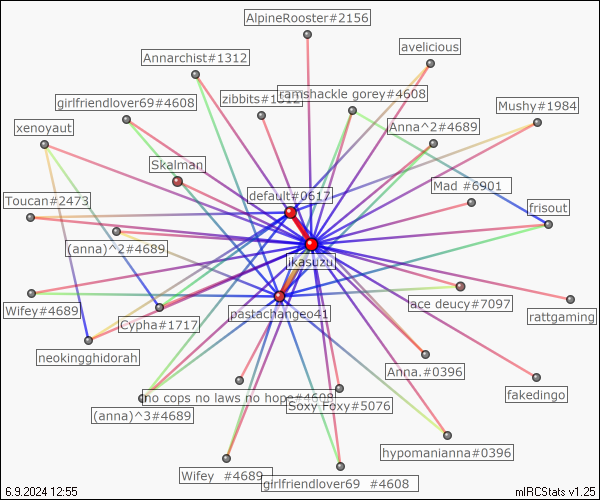 AlpineRooster#2156
avelicious
Annarchist#1312
ramshackle gorey#4608
zibbits#1312
girlfriendlover69#4608
Mushy#1984
xenoyaut
Anna^2#4689
Skalman
Mad #6901
default#0617
Toucan#2473
frisout
(anna)^2#4689
ikasuzu
Wifey#4689
ace deucy#7097
pastachangeo41
rattgaming
Cypha#1717
neokingghidorah
Anna.#0396
fakedingo
no cops no laws no hope#4608
Soxy Foxy#5076
(anna)^3#4689
hypomanianna#0396
Wifey #4689
girlfriendlover69 #4608
6.9.2024 12:55
mIRCStats v1.25